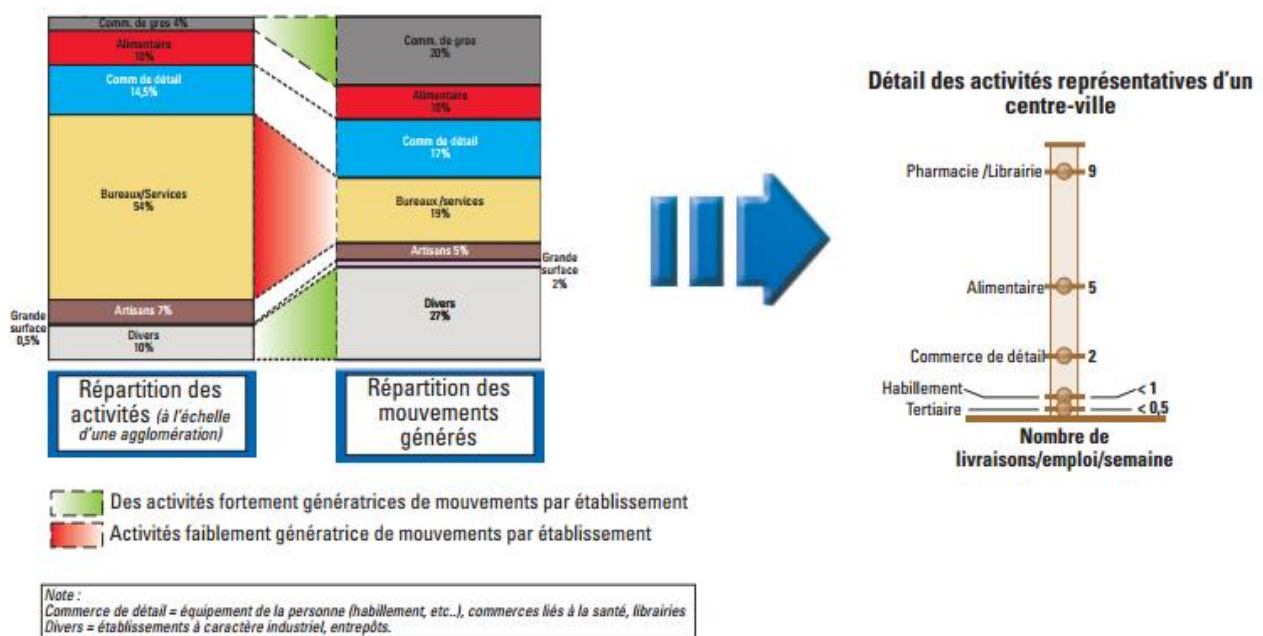 Comm. de gros 4%
Alimentaire
10%
Comm de détail
14,5%
Bureaux/Services
54%
Artisans 7%
Grande
surface
0,5%
Divers
10%
Comm. de gros
20%
Alimentaire
10%
Comm de détail
17%
Bureaux /services
19%
Artisans 5%
Grande
surface
2%
Divers
27%
Répartition des
activités (à l'échelle
d'une agglomération)
Répartition des
mouvements
générés
Détail des activités représentatives d'un
centre-ville
Pharmacie /Librairie 9
Alimentaire 5
Commerce de détail 2
Habillement < 1
Tertiaire < 0,5
Nombre de
livraisons/emploi/semaine
Des activités fortement génératrices de mouvements par établissement
Activités faiblement génératrice de mouvements par établissement
Note :
Commerce de détail = équipement de la personne (habillement, etc..), commerces liés à la santé, librairies
Divers = établissements à caractère industriel, entrepôts.